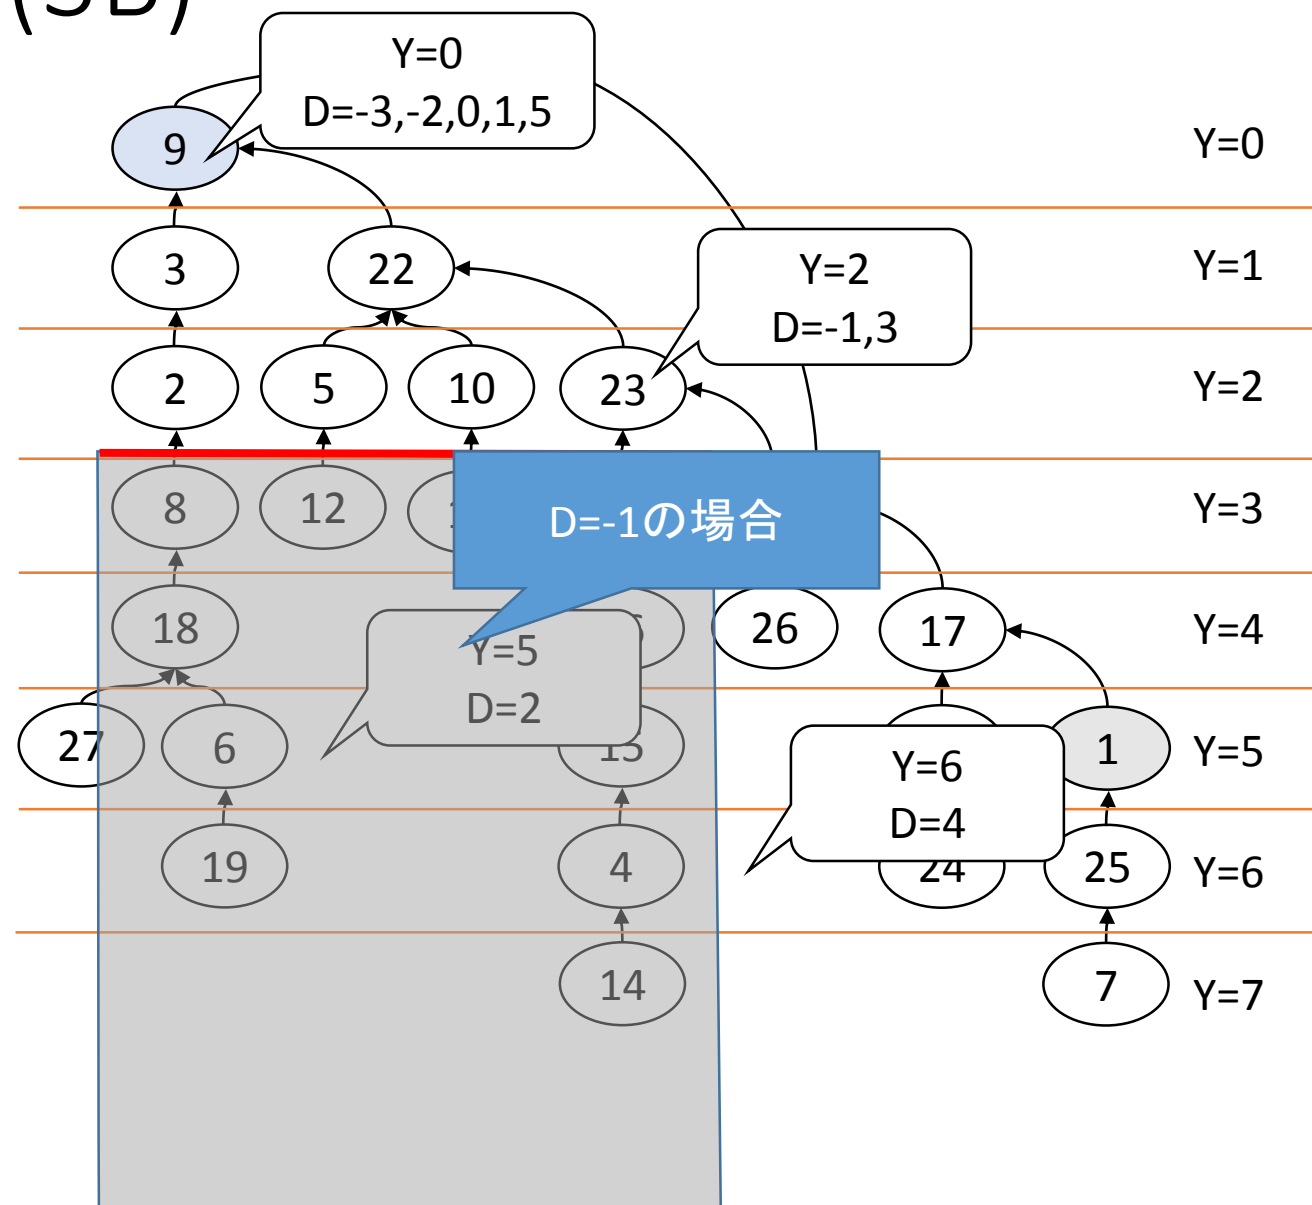 (3B)
Y=0
D=-3,-2,0,1,5
9
Y=0
3
22
Y=2
D=-1,3
Y=1
2
5
10
23
Y=2
8
12
D=-1の場合
Y=3
18
Y=5
D=2
26
17
Y=4
27
6
Y=6
D=4
1
Y=5
19
4
24
25
Y=6
14
7
Y=7